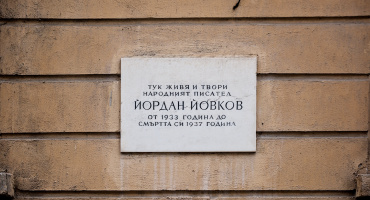 ТУК ЖИВЯ И ТВОРИ
НАРОДНИЯТ ПИСАТЕЛ
ЙОРДАН ЙОВКОВ
ОТ 1933 ГОДИНА ДО
СМЪРТТА СИ 1937 ГОДИНА